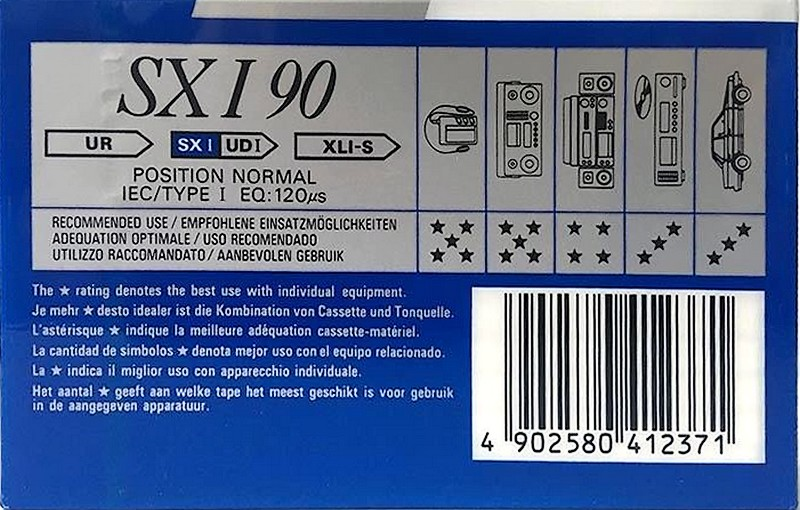 SX I 90
UR SX I UD I XLI-S
POSITION NORMAL
IEC/TYPE I EQ:120µs
RECOMMENDED USE / EMPFOHLENE EINSATZMÖGLICHKEITEN
ADEQUATION OPTIMALE / USO RECOMENDADO
UTILIZZO RACCOMANDATO / AANBEVOLEN GEBRUIK
The ★ rating denotes the best use with individual equipment.
Je mehr ★ desto idealer ist die Kombination von Cassette und Tonquelle.
L'astérisque ★ indique la meilleure adéquation cassette-matériel.
La cantidad de símbolos ★ denota mejor uso con el equipo relacionado.
La ★ indica il miglior uso con apparecchio individuale.
Het aantal ★ geeft aan welke tape het meest geschikt is voor gebruik
in de aangegeven apparatuur.
4 902580 412371